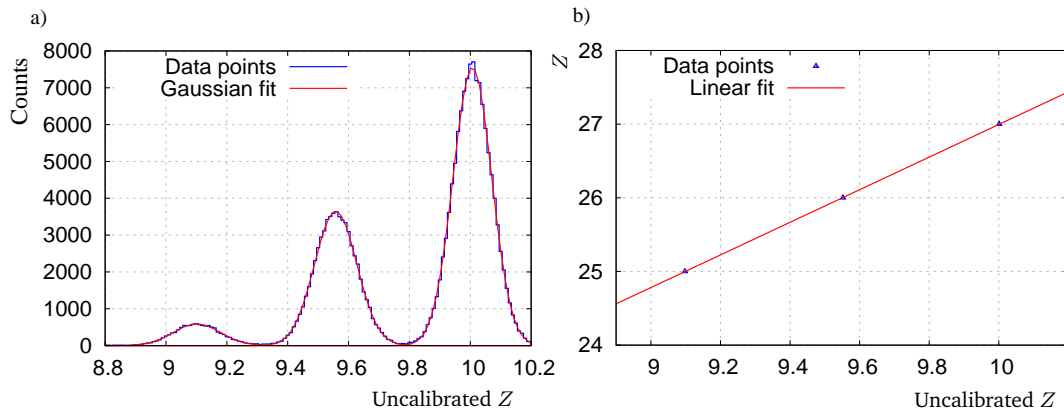 a)
Counts
8000
7000
6000
5000
4000
3000
2000
1000
0
Data points
Gaussian fit
8.8 9 9.2 9.4 9.6 9.8 10 10.2
Uncalibrated Z
b)
Z
28
27
26
25
24
Data points
Linear fit
9 9.2 9.4 9.6 9.8 10
Uncalibrated Z